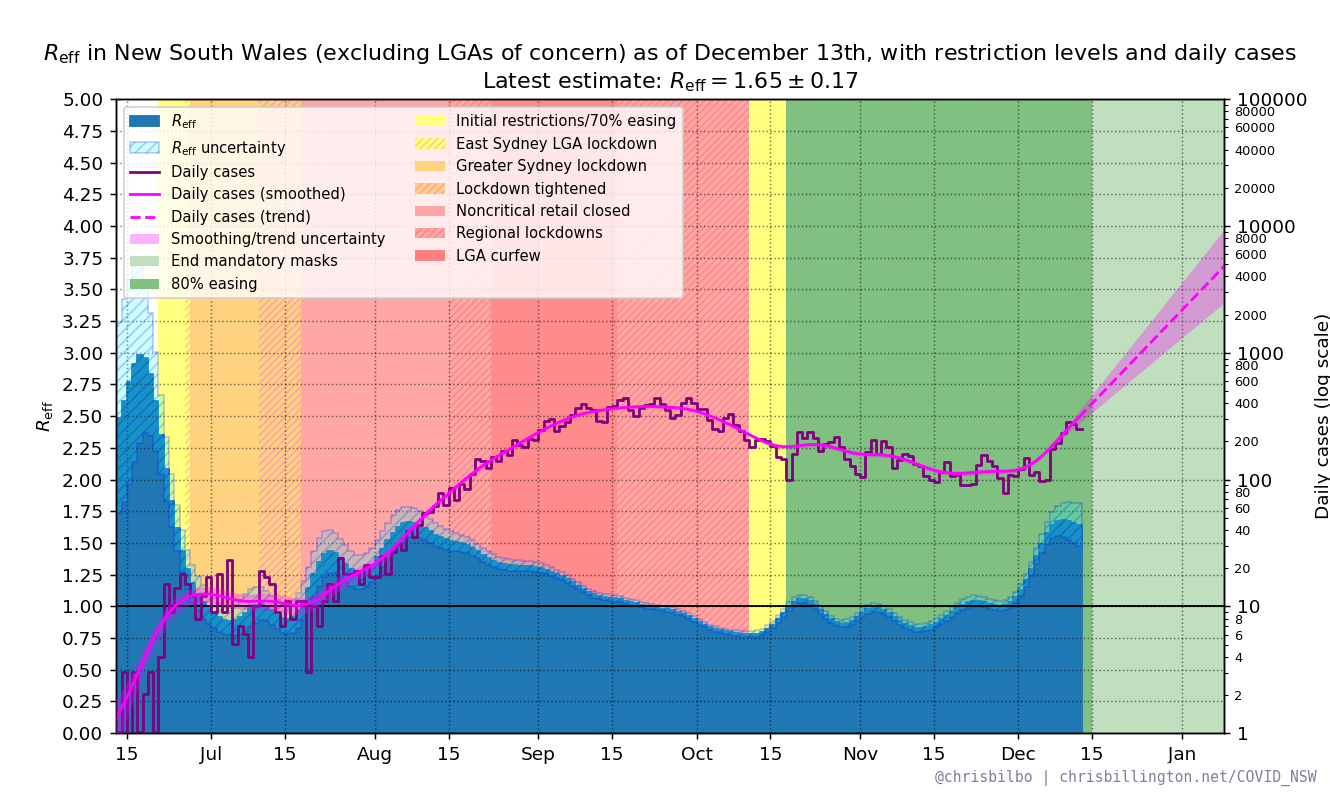 R_eff in New South Wales (excluding LGAs of concern) as of December 13th, with restriction levels and daily cases
Latest estimate: R_eff = 1.65 ± 0.17
R_eff
R_eff uncertainty
Daily cases
Daily cases (smoothed)
Daily cases (trend)
Smoothing/trend uncertainty
End mandatory masks
80% easing
Initial restrictions/70% easing
East Sydney LGA lockdown
Greater Sydney lockdown
Lockdown tightened
Noncritical retail closed
Regional lockdowns
LGA curfew
R_eff
5.00
4.75
4.50
4.25
4.00
3.75
3.50
3.25
3.00
2.75
2.50
2.25
2.00
1.75
1.50
1.25
1.00
0.75
0.50
0.25
0.00
100000
80000
60000
40000
20000
10000
8000
6000
4000
2000
1000
800
600
400
200
100
80
60
40
20
10
8
6
4
2
1
Daily cases (log scale)
15 Jul 15 Aug 15 Sep 15 Oct 15 Nov 15 Dec 15 Jan
@chrisbilbo | chrisbillington.net/COVID_NSW